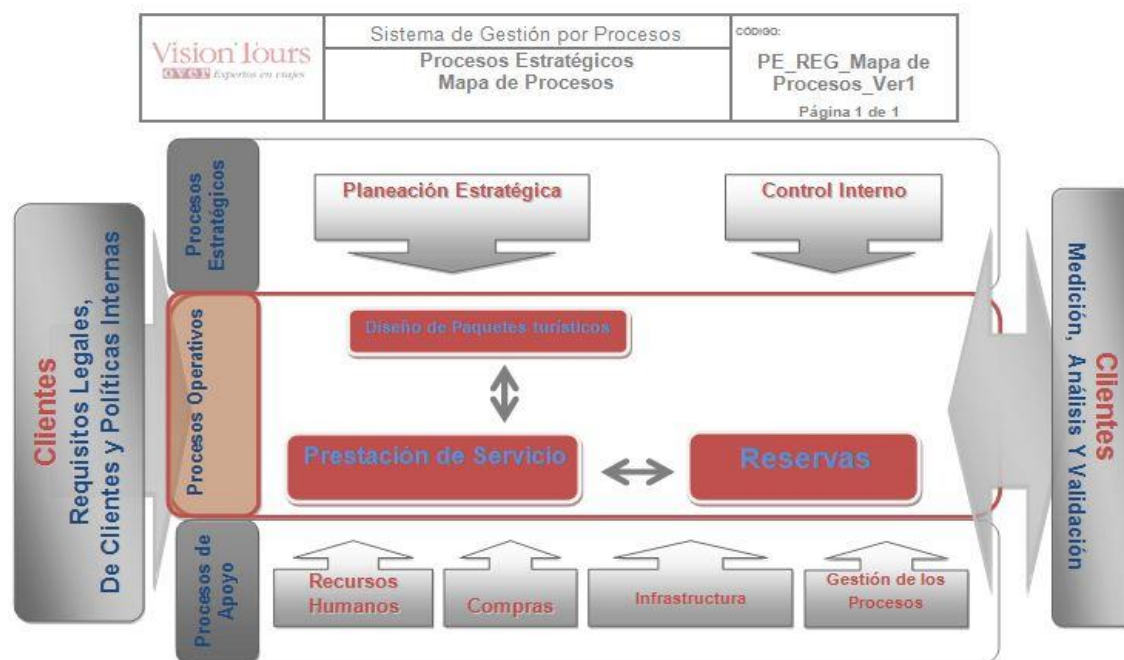 Vision Tours
over Expertos en viajes
Sistema de Gestión por Procesos
Procesos Estratégicos
Mapa de Procesos
CÓDIGO:
PE_REG_Mapa de
Procesos_Ver1
Página 1 de 1
Clientes
Requisitos Legales,
De Clientes y Políticas Internas
Procesos
Estratégicos
Planeación Estratégica
Control Interno
Procesos Operativos
Diseño de Paquetes turísticos
Prestación de Servicio
Reservas
Procesos de
Apoyo
Recursos
Humanos
Compras
Infrastructura
Gestión de los
Procesos
Clientes
Medición, Análisis Y Validación